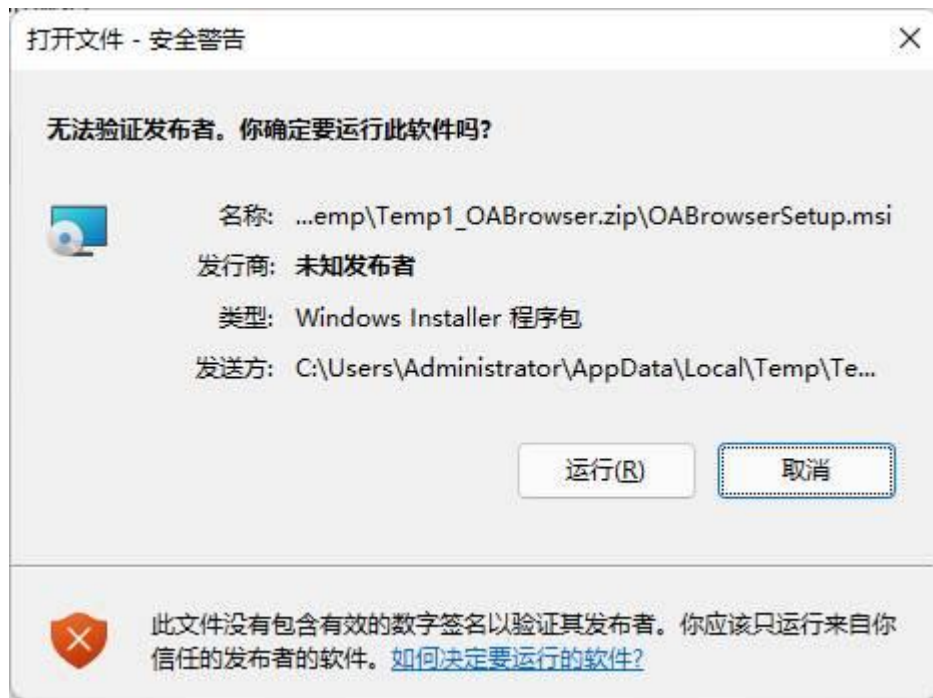 打开文件 - 安全警告
无法验证发布者。你确定要运行此软件吗?
名称: ...emp\Temp1_OABrowser.zip\OABrowserSetup.msi
发行商: 未知发布者
类型: Windows Installer 程序包
发送方: C:\Users\Administrator\AppData\Local\Temp\Te...
运行(R) 取消
此文件没有包含有效的数字签名以验证其发布者。你应该只运行来自你
信任的发布者的软件。如何决定要运行的软件?